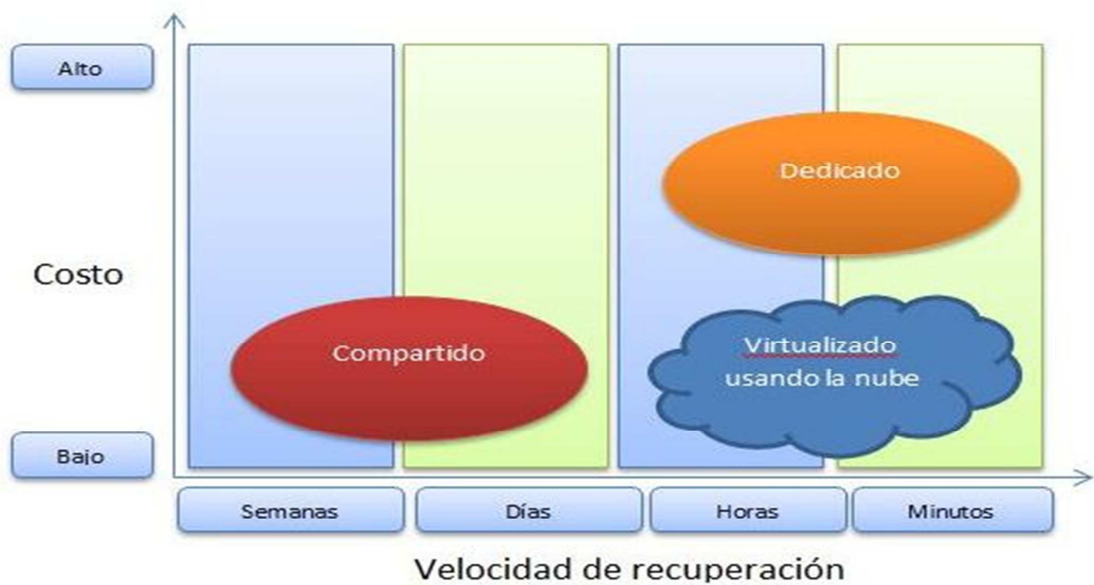 Alto
Dedicado
Costo
Compartido
Virtualizado
usando la nube
Bajo
Semanas
Días
Horas
Minutos
Velocidad de recuperación